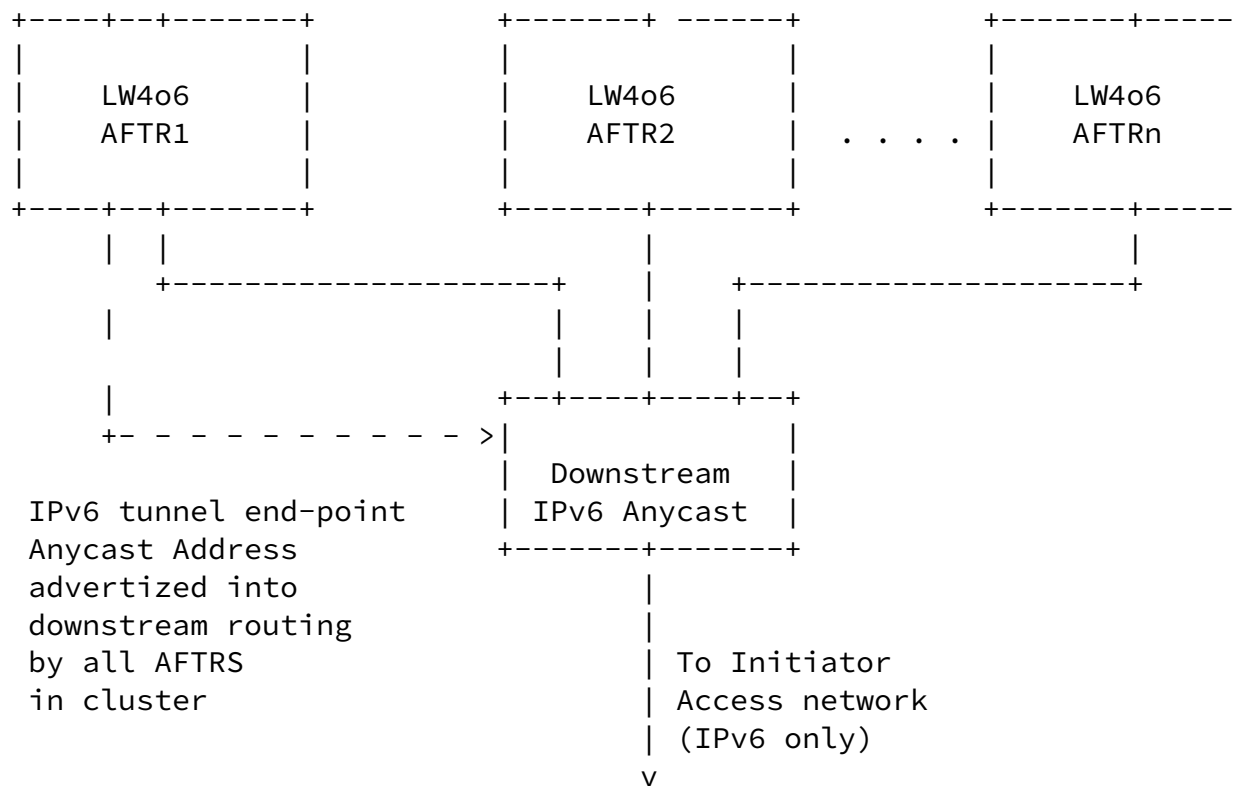 LW4o6 LW4o6 LW4o6
AFTR1 AFTR2 . . . . AFTRn
Downstream
IPv6 tunnel end-point IPv6 Anycast
Anycast Address
advertized into
downstream routing
by all AFTRS To Initiator
in cluster Access network
(IPv6 only)
v